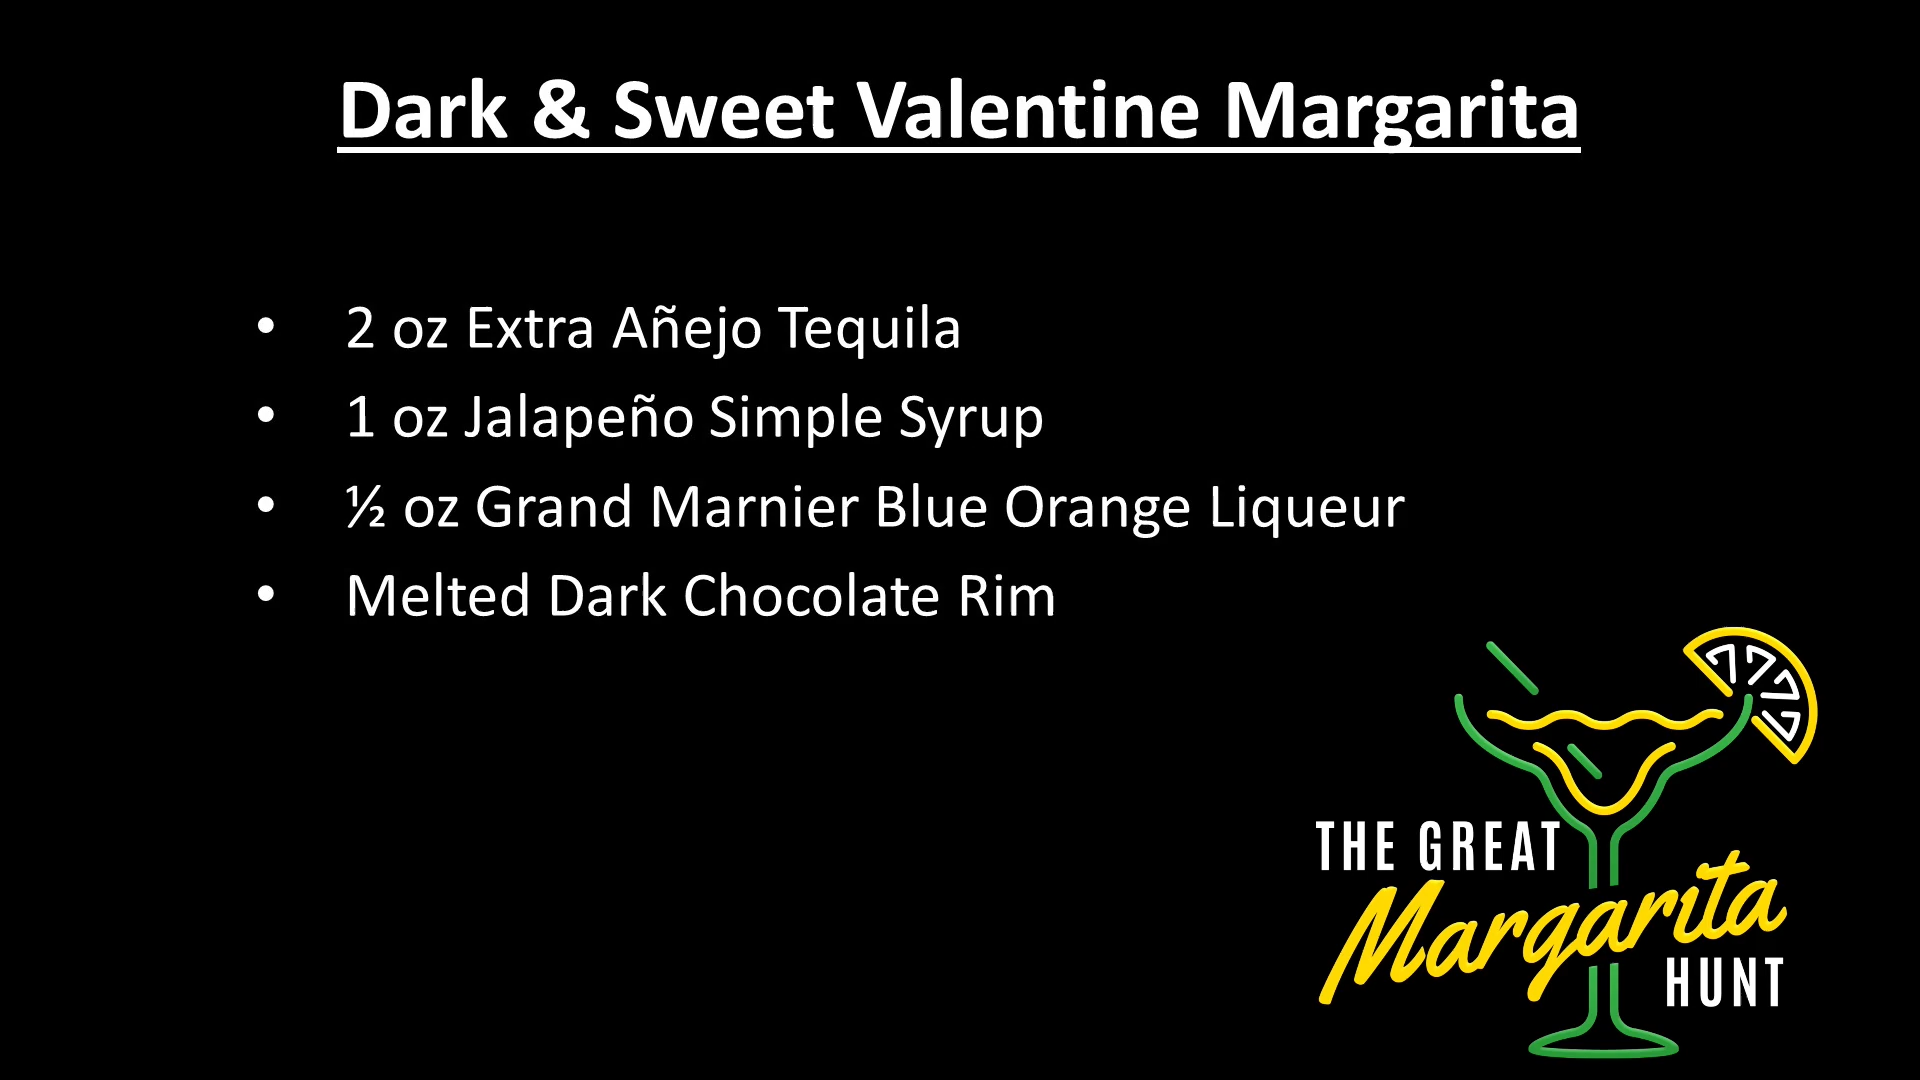 Dark & Sweet Valentine Margarita
• 2 oz Extra Añejo Tequila
• 1 oz Jalapeño Simple Syrup
• ½ oz Grand Marnier Blue Orange Liqueur
• Melted Dark Chocolate Rim
THE GREAT
Margarita
HUNT